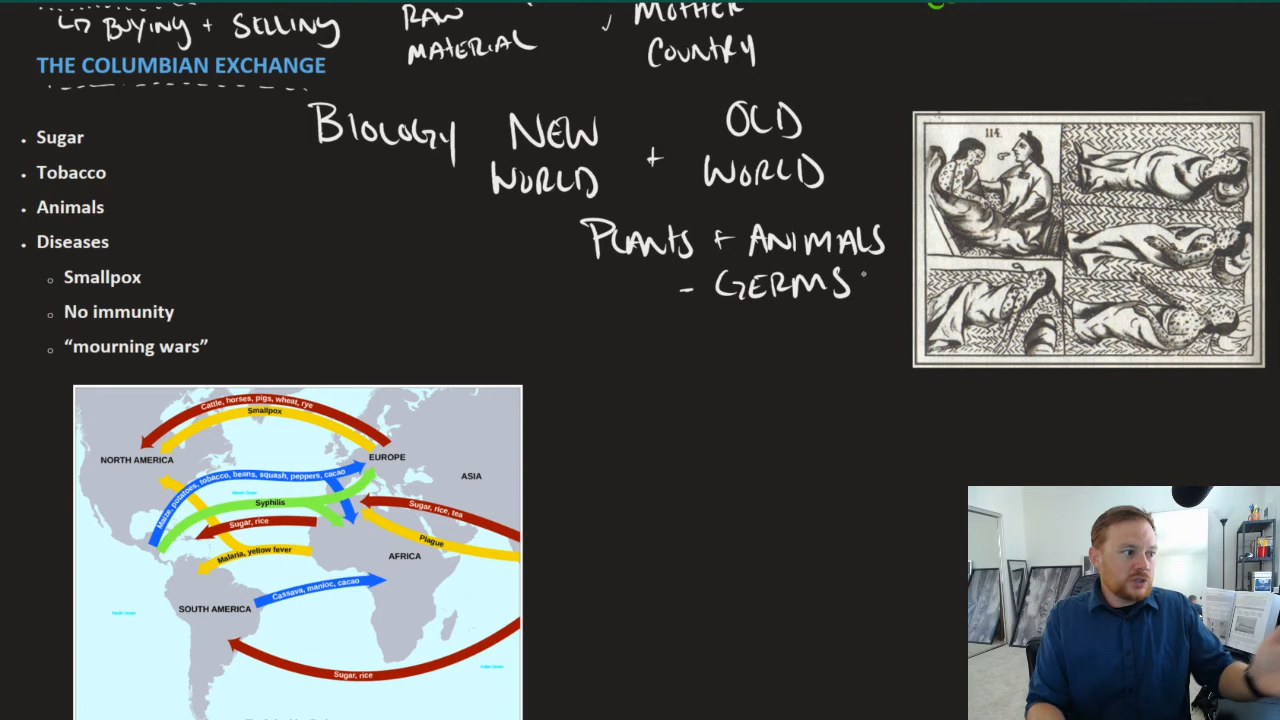 ↳ BUYING + SELLING
RAW
MATERIAL
MOTHER
COUNTRY
THE COLUMBIAN EXCHANGE
BIOLOGY NEW WORLD + OLD WORLD
PLANTS + ANIMALS
- GERMS
• Sugar
• Tobacco
• Animals
• Diseases
○ Smallpox
○ No immunity
○ “mourning wars”
114.
Cattle, horses, pigs, wheat, rye
Smallpox
NORTH AMERICA
EUROPE
ASIA
Maize, potatoes, tobacco, beans, squash, peppers, cacao
Syphilis
Sugar, rice
Sugar, rice, tea
Plague
Malaria, yellow fever
AFRICA
Cassava, manioc, cacao
SOUTH AMERICA
Sugar, rice